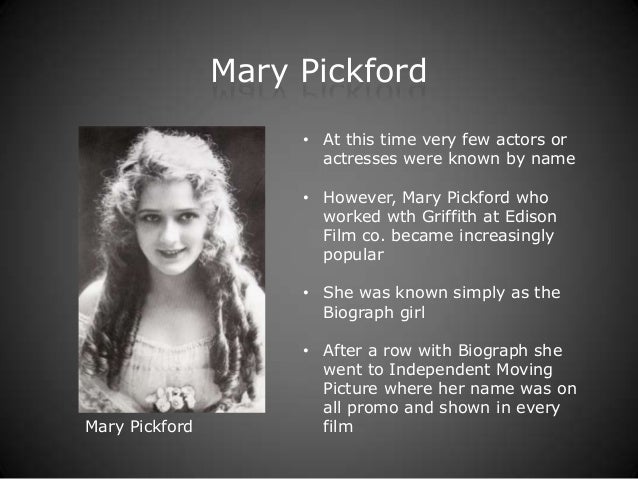 Mary Pickford
• At this time very few actors or
actresses were known by name
• However, Mary Pickford who
worked wth Griffith at Edison
Film co. became increasingly
popular
• She was known simply as the
Biograph girl
• After a row with Biograph she
went to Independent Moving
Picture where her name was on
all promo and shown in every
film
Mary Pickford